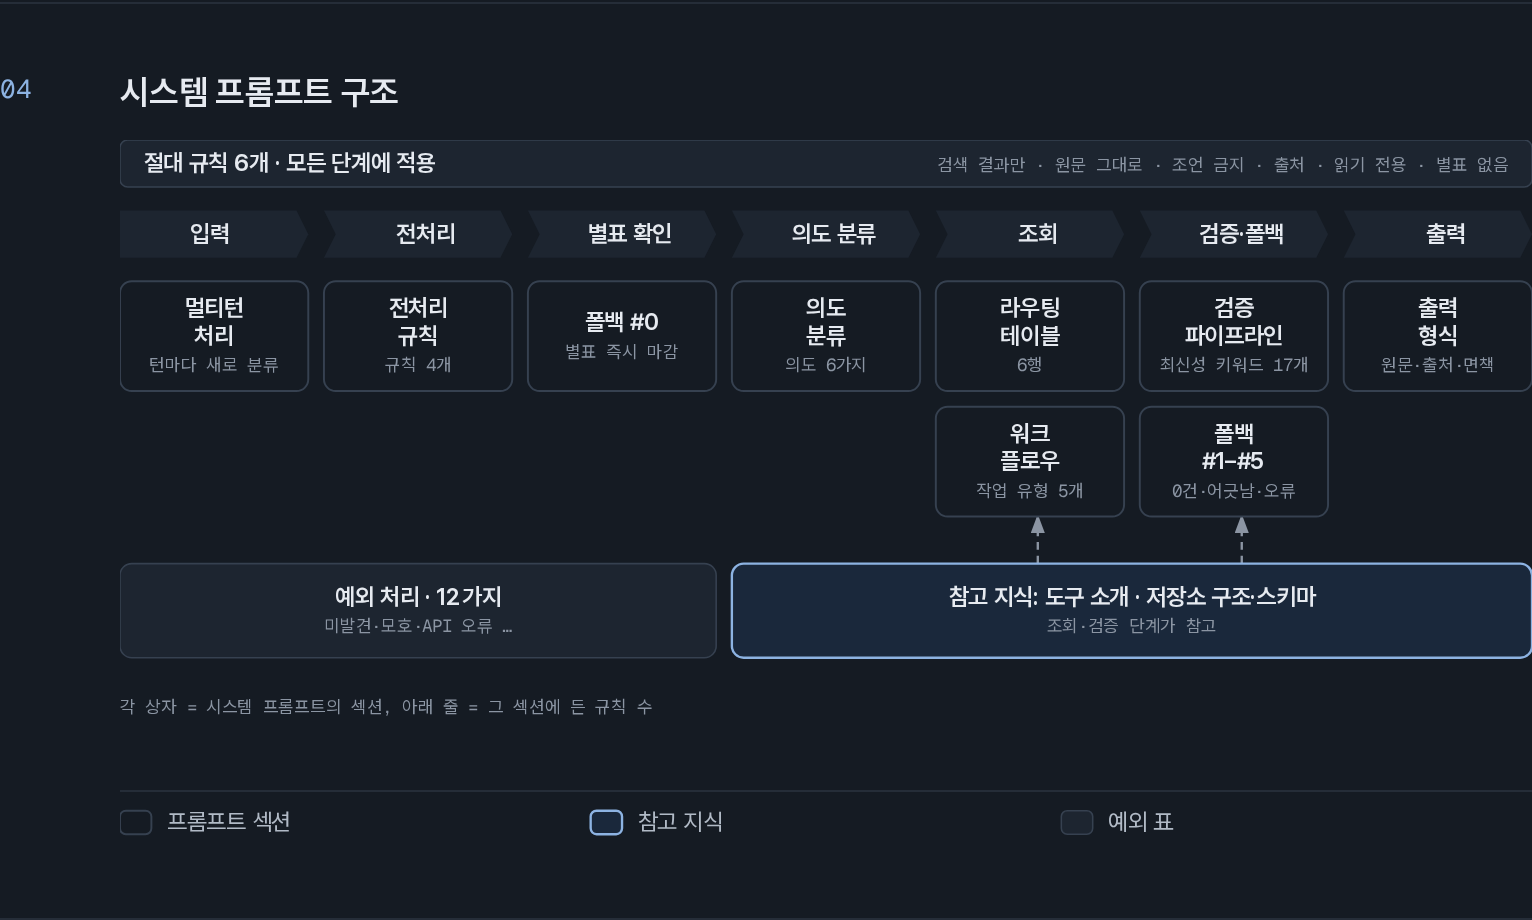 04
시스템 프롬프트 구조
절대 규칙 6개 · 모든 단계에 적용
검색 결과만 · 원문 그대로 · 조언 금지 · 출처 · 읽기 전용 · 별표 없음
입력
전처리
별표 확인
의도 분류
조회
검증·폴백
출력
멀티턴
처리
턴마다 새로 분류
전처리
규칙
규칙 4개
폴백 #0
별표 즉시 마감
의도
분류
의도 6가지
라우팅
테이블
6행
검증
파이프라인
최신성 키워드 17개
출력
형식
원문·출처·면책
워크
플로우
작업 유형 5개
폴백
#1–#5
0건·어긋남·오류
예외 처리 · 12가지
미발견·모호·API 오류 …
참고 지식: 도구 소개 · 저장소 구조·스키마
조회·검증 단계가 참고
각 상자 = 시스템 프롬프트의 섹션, 아래 줄 = 그 섹션에 든 규칙 수
프롬프트 섹션
참고 지식
예외 표